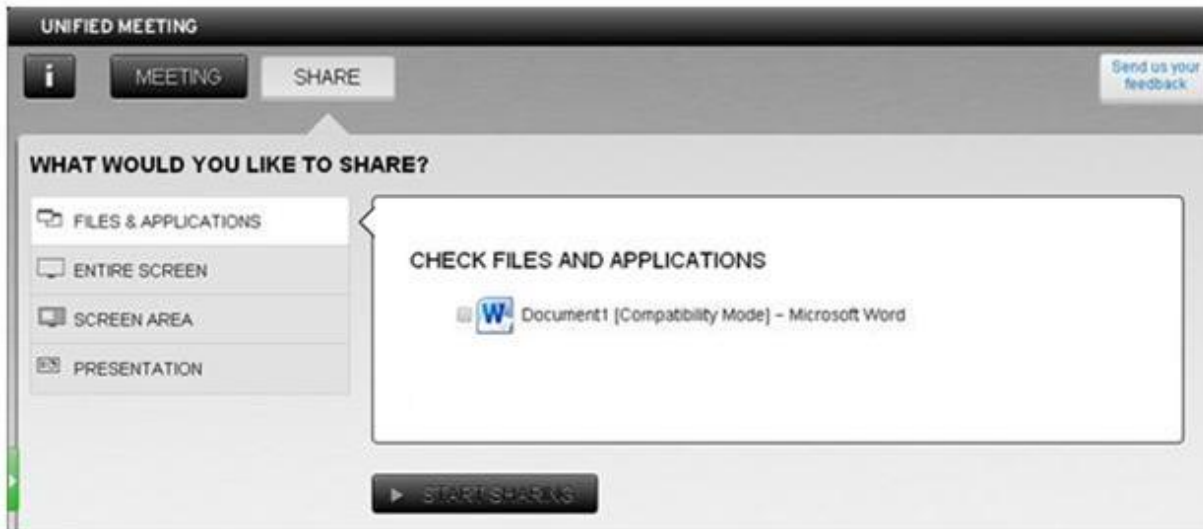 UNIFIED MEETING
i
MEETING
SHARE
Send us your
feedback
WHAT WOULD YOU LIKE TO SHARE?
FILES & APPLICATIONS
ENTIRE SCREEN
SCREEN AREA
PRESENTATION
CHECK FILES AND APPLICATIONS
W Document1 [Compatibility Mode] – Microsoft Word
START SHARING